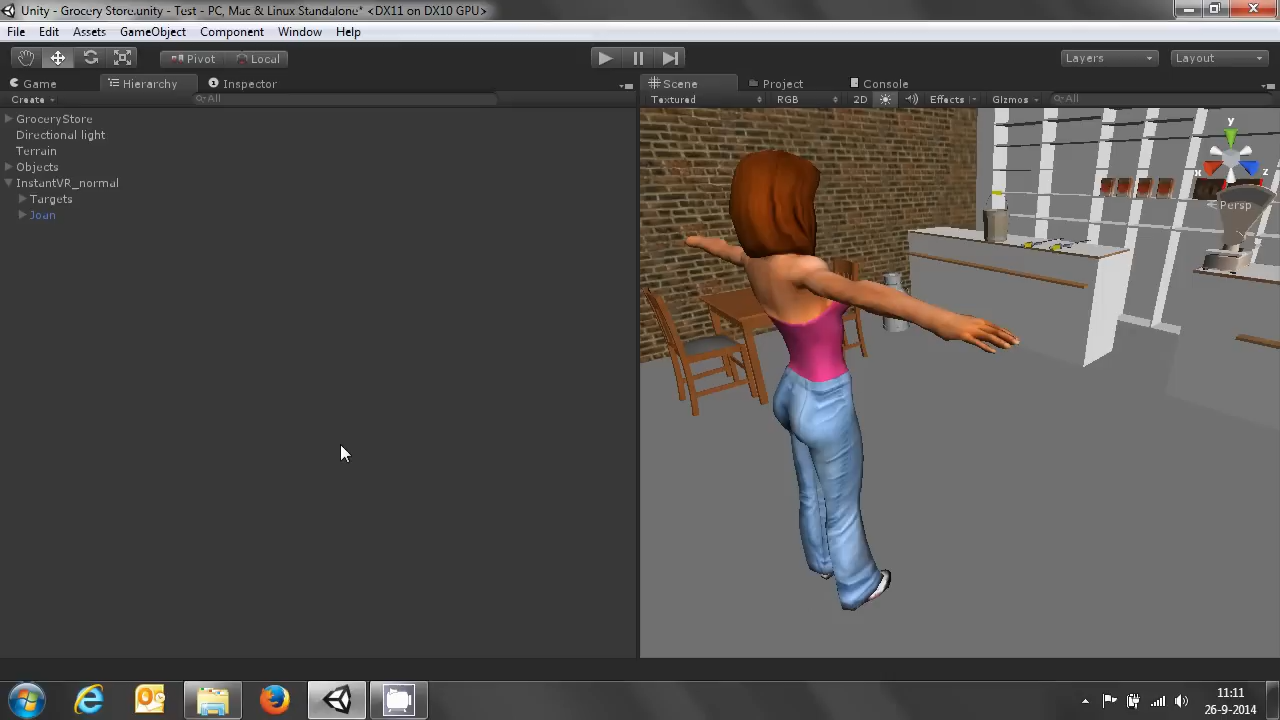 Unity - Grocery Store.unity - Test - PC, Mac & Linux Standalone* <DX11 on DX10 GPU>
File Edit Assets GameObject Component Window Help
Pivot Local Layers Layout
Game Hierarchy Inspector Scene Project Console
Create All Textured RGB 2D Effects Gizmos All
GroceryStore
Directional light
Terrain
Objects
InstantVR_normal
Targets
Joan
y
x z
Persp
11:11
26-9-2014